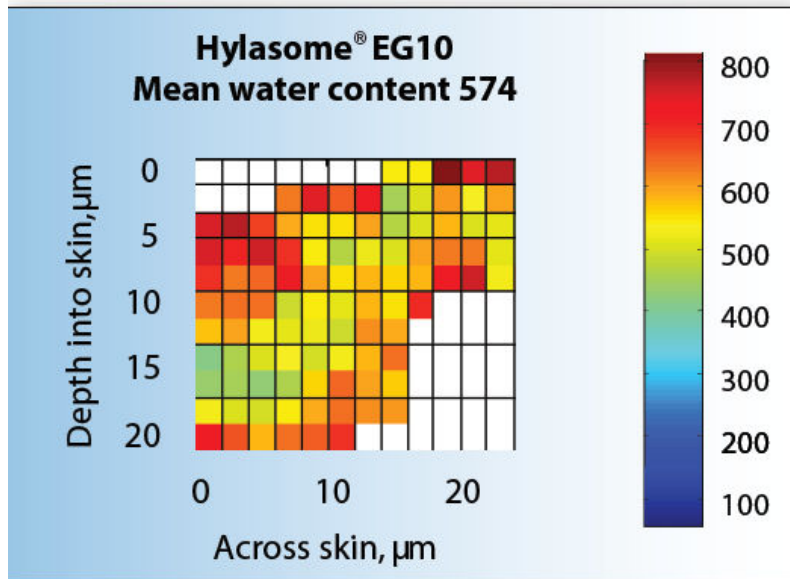 Hylasome® EG10
Mean water content 574
Depth into skin,µm
0
5
10
15
20
0 10 20
Across skin, µm
800
700
600
500
400
300
200
100